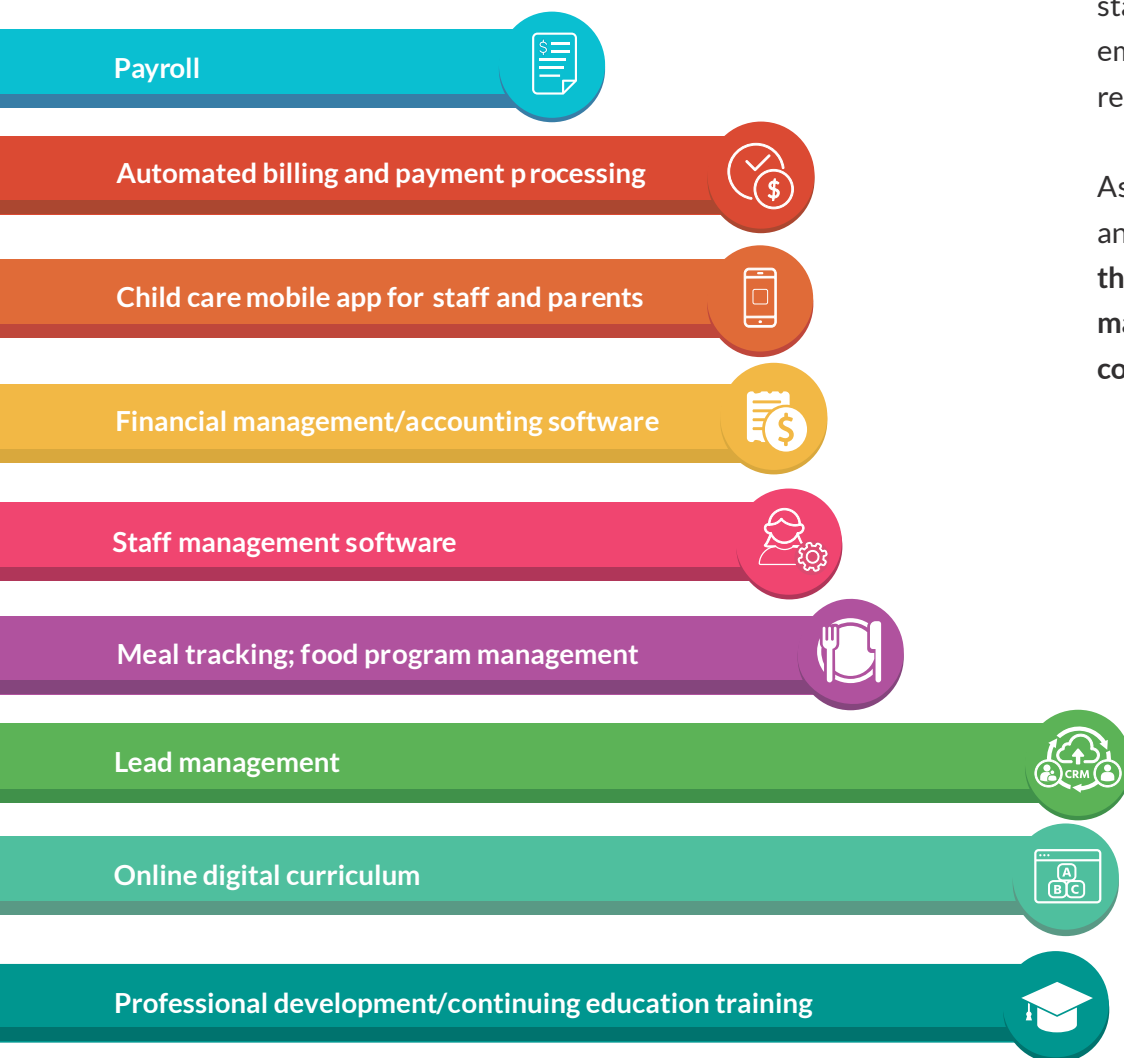 Payroll
Automated billing and payment processing
Child care mobile app for staff and parents
Financial management/accounting software
Staff management software
Meal tracking; food program management
Lead management
CRM
Online digital curriculum
A
B C
Professional development/continuing education training